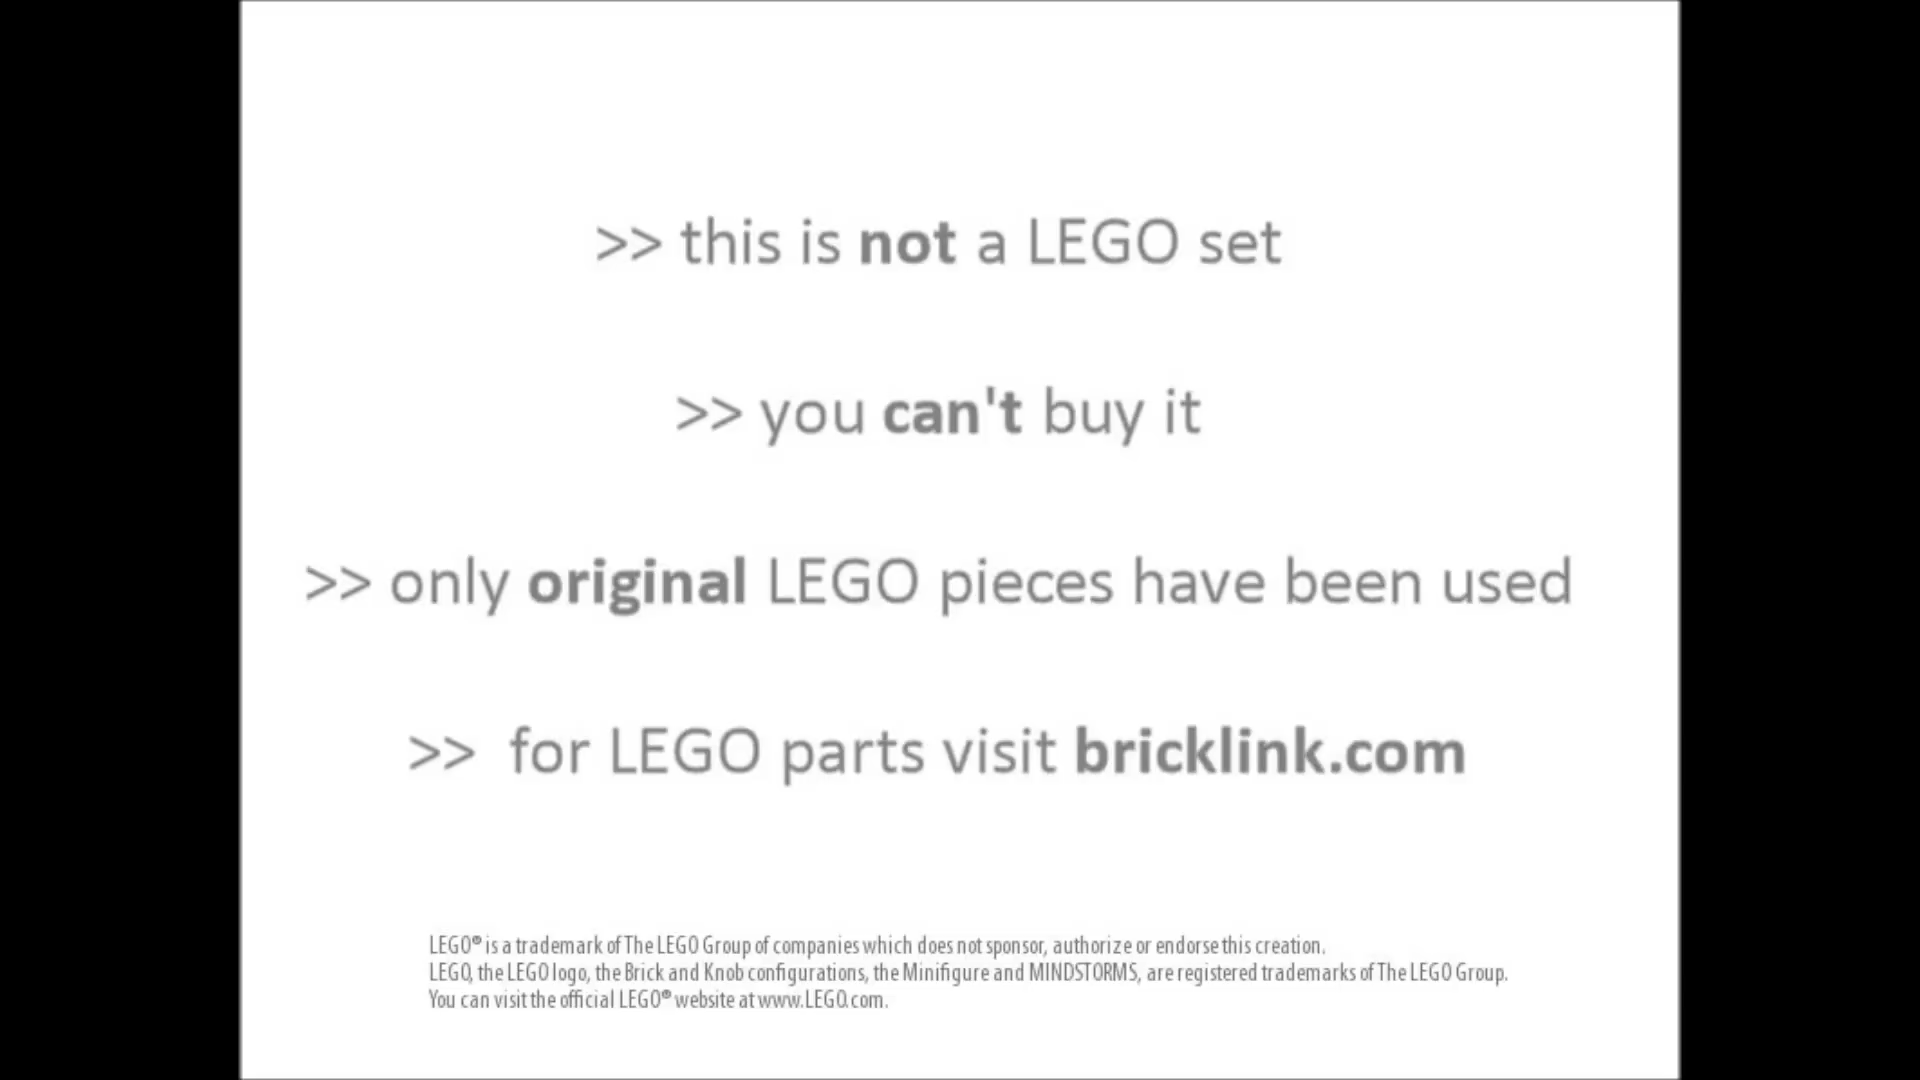 >> this is not a LEGO set
>> you can't buy it
>> only original LEGO pieces have been used
>> for LEGO parts visit bricklink.com
LEGO® is a trademark of The LEGO Group of companies which does not sponsor, authorize or endorse this creation.
LEGO, the LEGO logo, the Brick and Knob configurations, the Minifigure and MINDSTORMS, are registered trademarks of The LEGO Group.
You can visit the official LEGO® website at www.LEGO.com.